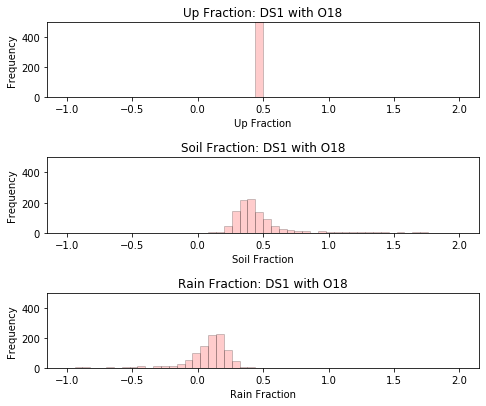 Up Fraction: DS1 with O18
400
200
0
Frequency
−1.0 −0.5 0.0 0.5 1.0 1.5 2.0
Up Fraction
Soil Fraction: DS1 with O18
400
200
0
Frequency
−1.0 −0.5 0.0 0.5 1.0 1.5 2.0
Soil Fraction
Rain Fraction: DS1 with O18
400
200
0
Frequency
−1.0 −0.5 0.0 0.5 1.0 1.5 2.0
Rain Fraction